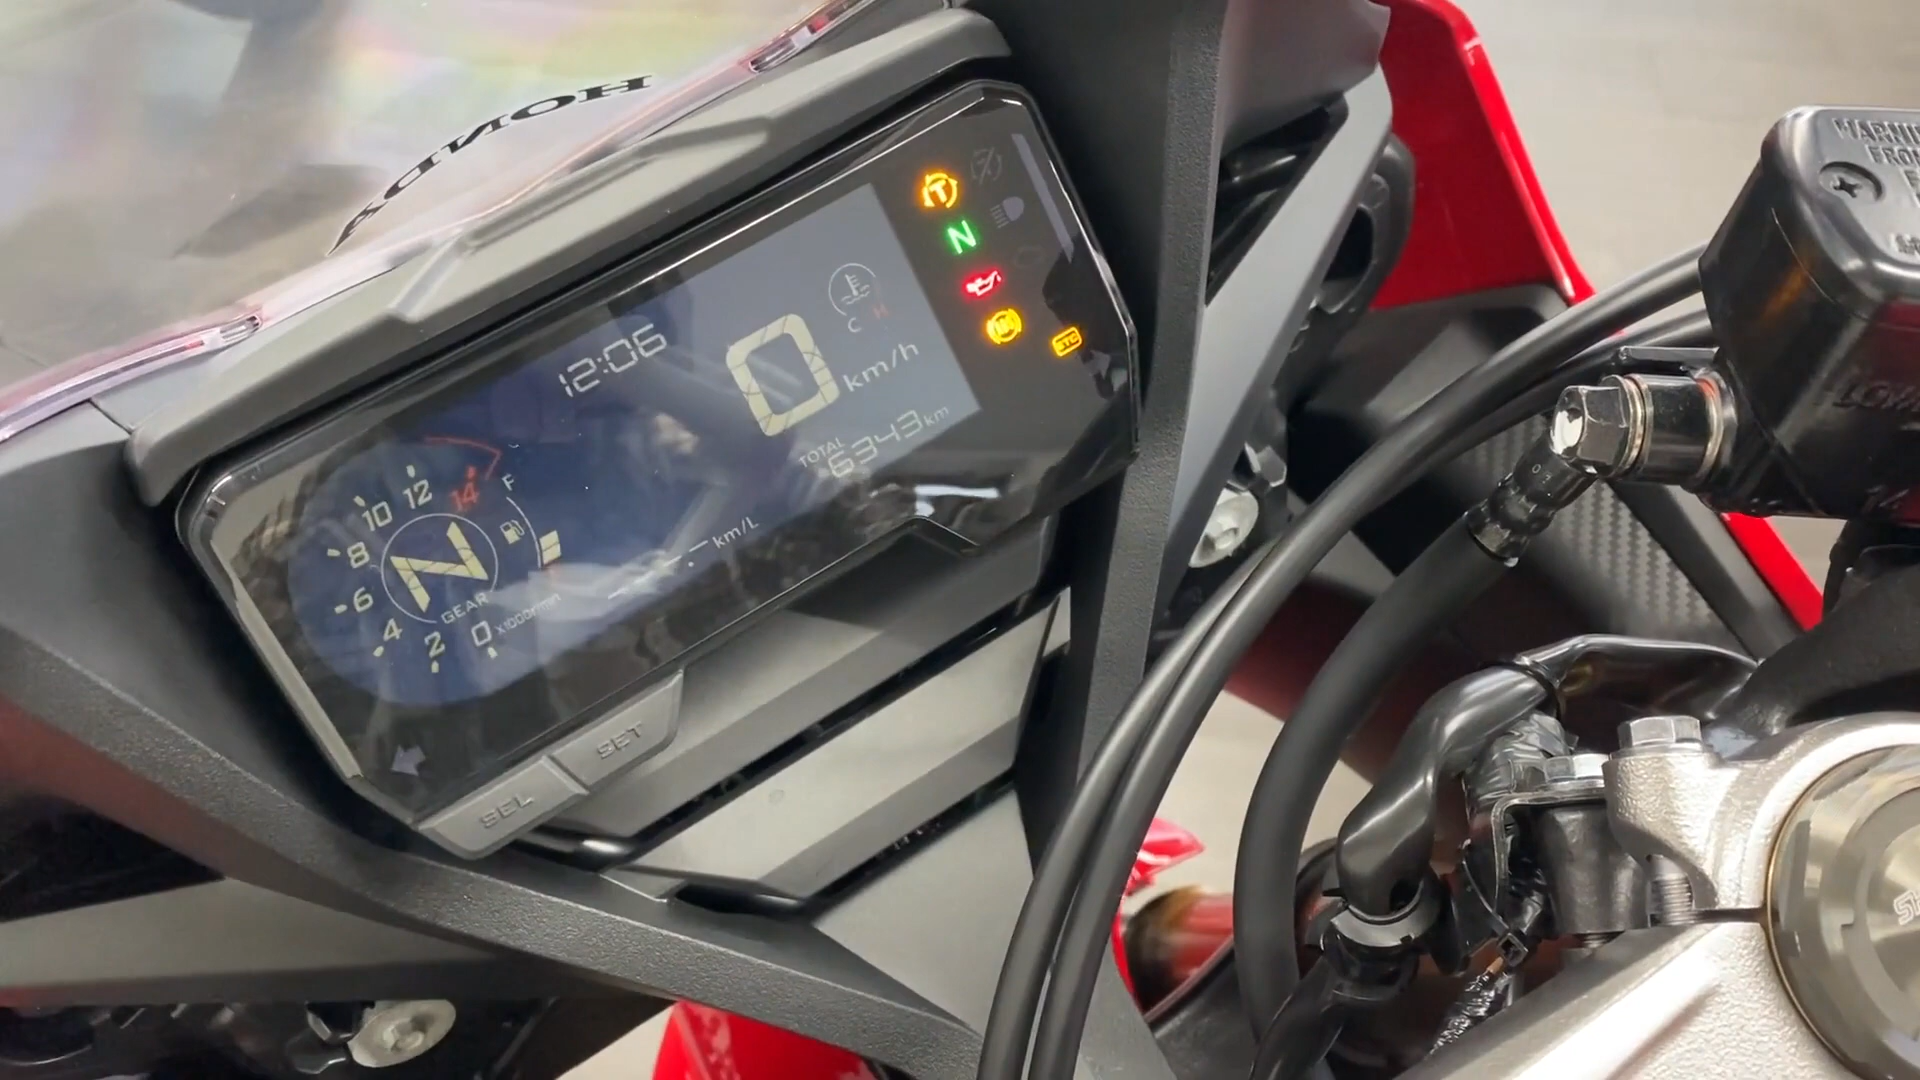 HONDA
12:06
C H
0 km/h
TOTAL
6343 km
-.- km/L
N
ABS
F
N
GEAR
0 2 4 6 8 10 12 14
X1000r/min
SEL SET